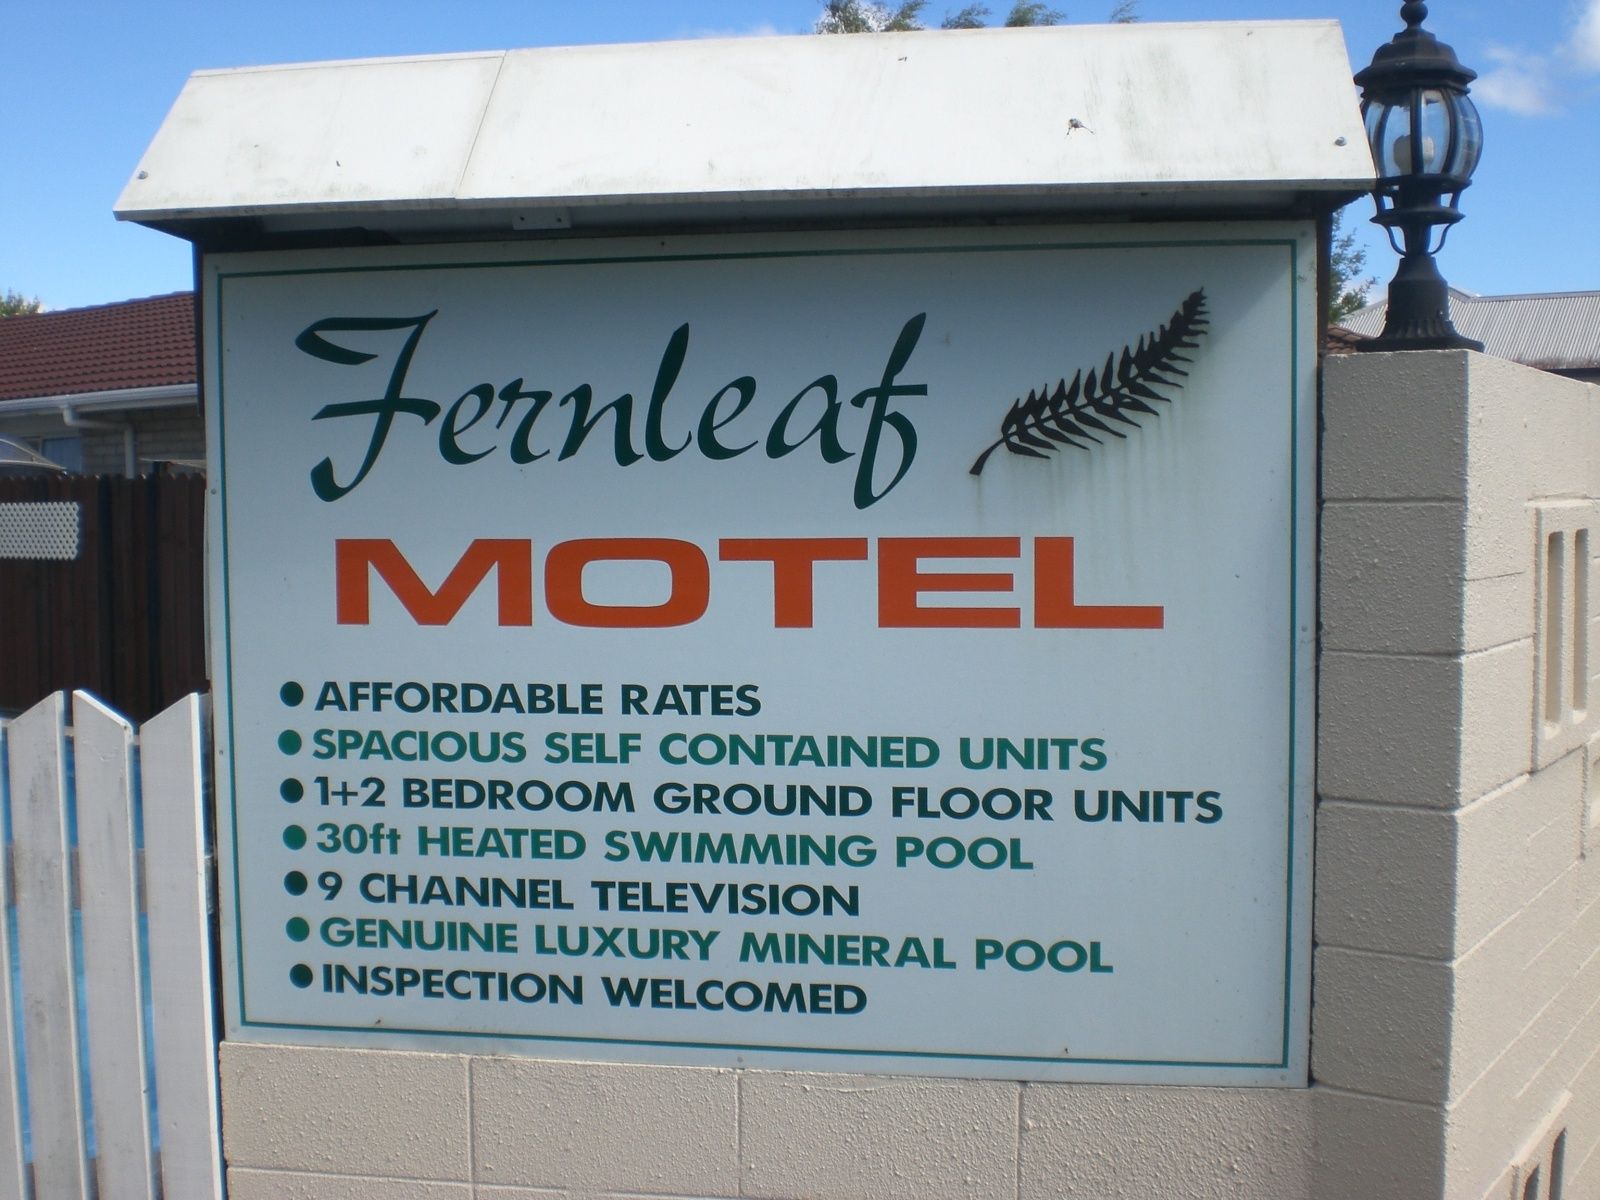 Fernleaf
MOTEL
● AFFORDABLE RATES
● SPACIOUS SELF CONTAINED UNITS
● 1+2 BEDROOM GROUND FLOOR UNITS
● 30ft HEATED SWIMMING POOL
● 9 CHANNEL TELEVISION
● GENUINE LUXURY MINERAL POOL
● INSPECTION WELCOMED